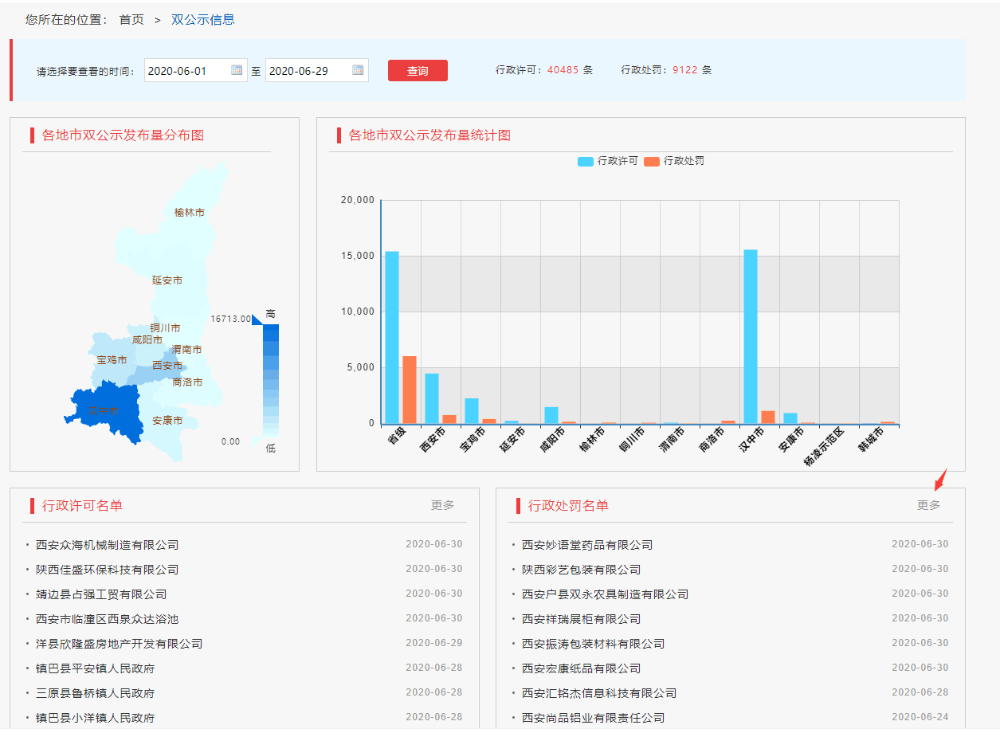 您所在的位置： 首页 > 双公示信息
请选择要查看的时间： 2020-06-01 至 2020-06-29 查询 行政许可：40485 条 行政处罚：9122 条
各地市双公示发布量分布图
榆林市
延安市
铜川市
咸阳市
渭南市
宝鸡市
西安市
商洛市
汉中市
安康市
16713.00
高
0.00
低
各地市双公示发布量统计图
行政许可 行政处罚
20,000
15,000
10,000
5,000
0
省级 西安市 宝鸡市 延安市 咸阳市 榆林市 铜川市 渭南市 商洛市 汉中市 安康市 杨凌示范区 韩城市
行政许可名单 更多
西安众海机械制造有限公司 2020-06-30
陕西佳盛环保科技有限公司 2020-06-30
靖边县占强工贸有限公司 2020-06-30
西安市临潼区西泉众达浴池 2020-06-30
洋县欣隆盛房地产开发有限公司 2020-06-29
镇巴县平安镇人民政府 2020-06-28
三原县鲁桥镇人民政府 2020-06-28
镇巴县小洋镇人民政府 2020-06-28
行政处罚名单 更多
西安妙语堂药品有限公司 2020-06-30
陕西彩艺包装有限公司 2020-06-30
西安户县双永农具制造有限公司 2020-06-30
西安祥瑞展柜有限公司 2020-06-30
西安振涛包装材料有限公司 2020-06-30
西安宏康纸品有限公司 2020-06-30
西安汇铭杰信息科技有限公司 2020-06-28
西安尚品铝业有限责任公司 2020-06-24